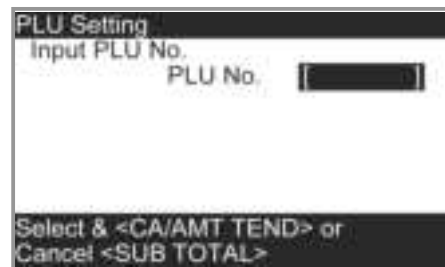 PLU Setting
Input PLU No.
PLU No. [ ]
Select & <CA/AMT TEND> or
Cancel <SUB TOTAL>